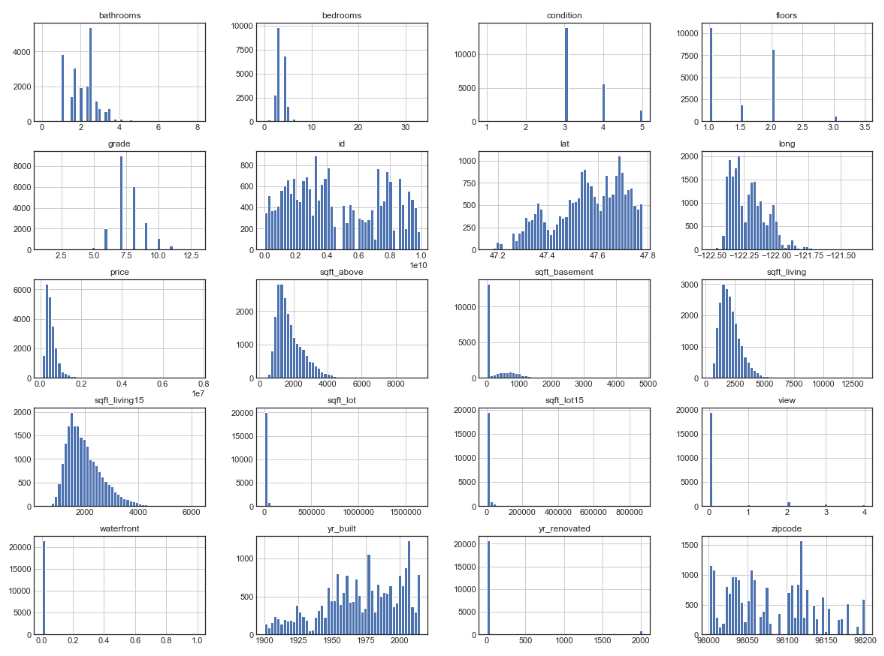 bathrooms bedrooms condition floors
4000 10000 10000 10000
2000 7500 7500
5000 5000 5000
2500 2500
0 0 0 0
0 2 4 6 8 0 10 20 30 1 2 3 4 5 1.0 1.5 2.0 2.5 3.0 3.5
grade id lat long
8000 800 1000 2000
6000 600 750 1500
4000 400 500 1000
2000 200 250 500
0 0 0 0
2.5 5.0 7.5 10.0 12.5 0.0 0.2 0.4 0.6 0.8 1.0 47.2 47.4 47.6 47.8 −122.50 −122.25 −122.00 −121.75 −121.50
1e10
price sqft_above sqft_basement sqft_living
6000 2000 10000 3000
4000 1000 5000 2000
2000 1000
0 0 0 0
0.0 0.2 0.4 0.6 0.8 0 2000 4000 6000 8000 0 1000 2000 3000 4000 5000 0 2500 5000 7500 10000 12500
1e7
sqft_living15 sqft_lot sqft_lot15 view
2000 20000 20000 20000
1500 15000 15000 15000
1000 10000 10000 10000
500 5000 5000 5000
0 0 0 0
2000 4000 6000 0 500000 1000000 1500000 0 200000 400000 600000 800000 0 1 2 3 4
waterfront yr_built yr_renovated zipcode
20000 1000 20000 1500
15000 15000
10000 500 10000 1000
5000 5000 500
0 0 0 0
0.0 0.2 0.4 0.6 0.8 1.0 1900 1925 1950 1975 2000 0 500 1000 1500 2000 98000 98050 98100 98150 98200